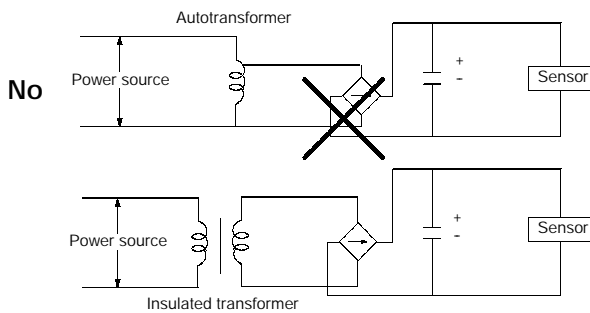 Autotransformer
No
Power source
+
-
Sensor
Power source
+
-
Sensor
Insulated transformer